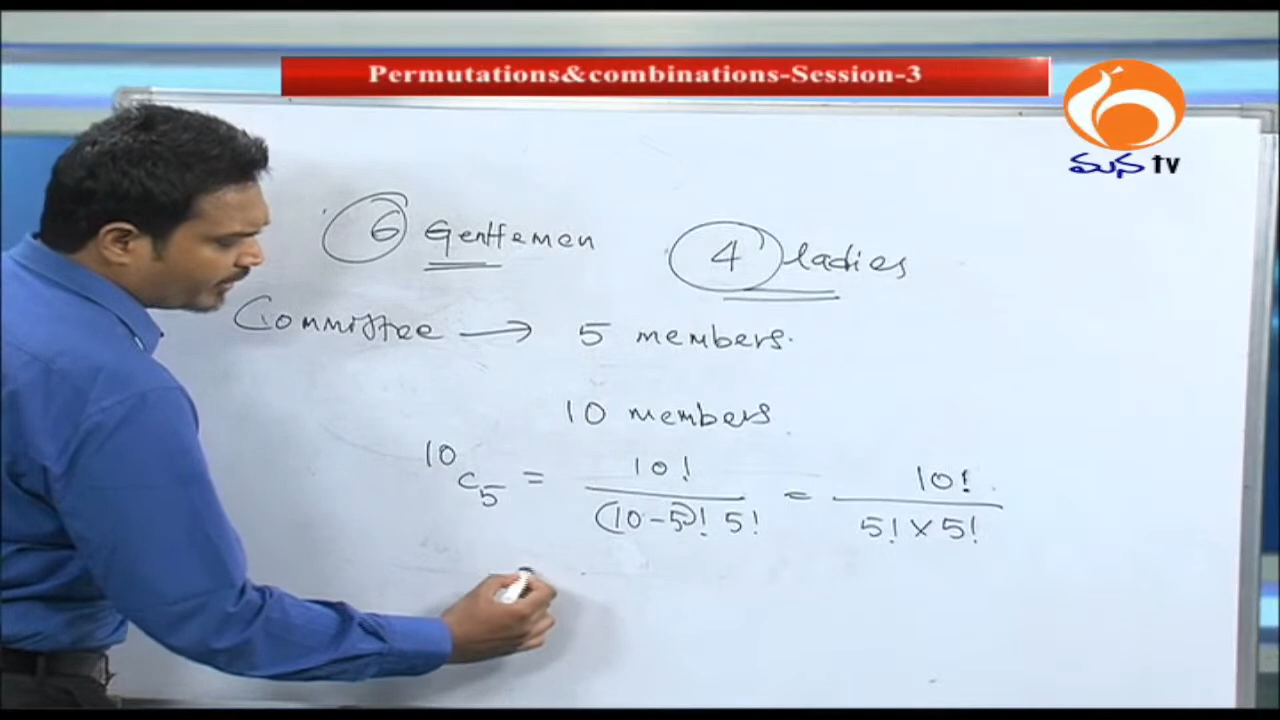 Permutations&combinations-Session-3
మన tv
6 Gentlemen 4 ladies
Committee → 5 members.
10 members
10C5 = 10! / (10-5)! 5! = 10! / 5! × 5!